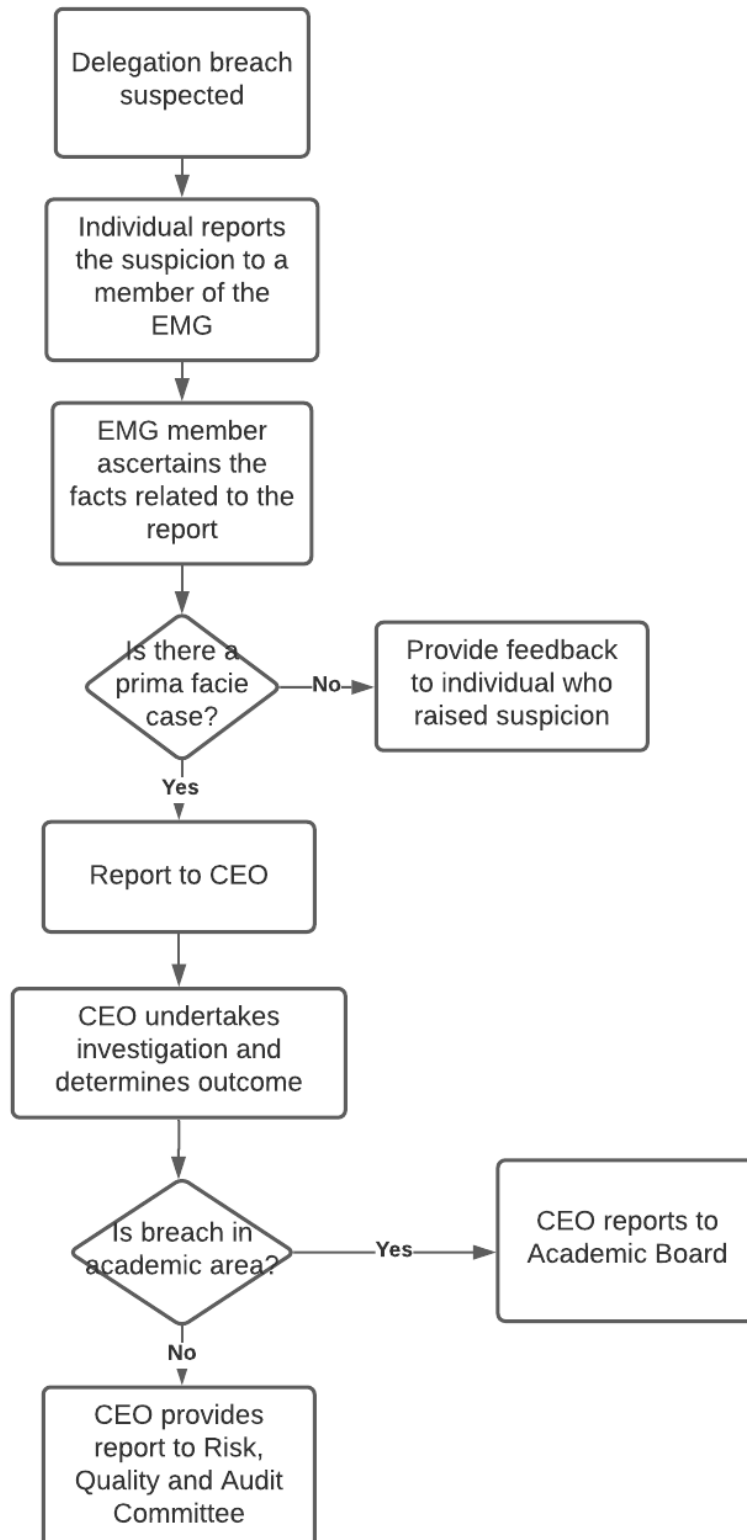 Delegation breach
suspected
Individual reports
the suspicion to a
member of the
EMG
EMG member
ascertains the
facts related to the
report
Is there a
prima facie
case?
No
Provide feedback
to individual who
raised suspicion
Yes
Report to CEO
CEO undertakes
investigation and
determines outcome
Is breach in
academic area?
Yes
CEO reports to
Academic Board
No
CEO provides
report to Risk,
Quality and Audit
Committee